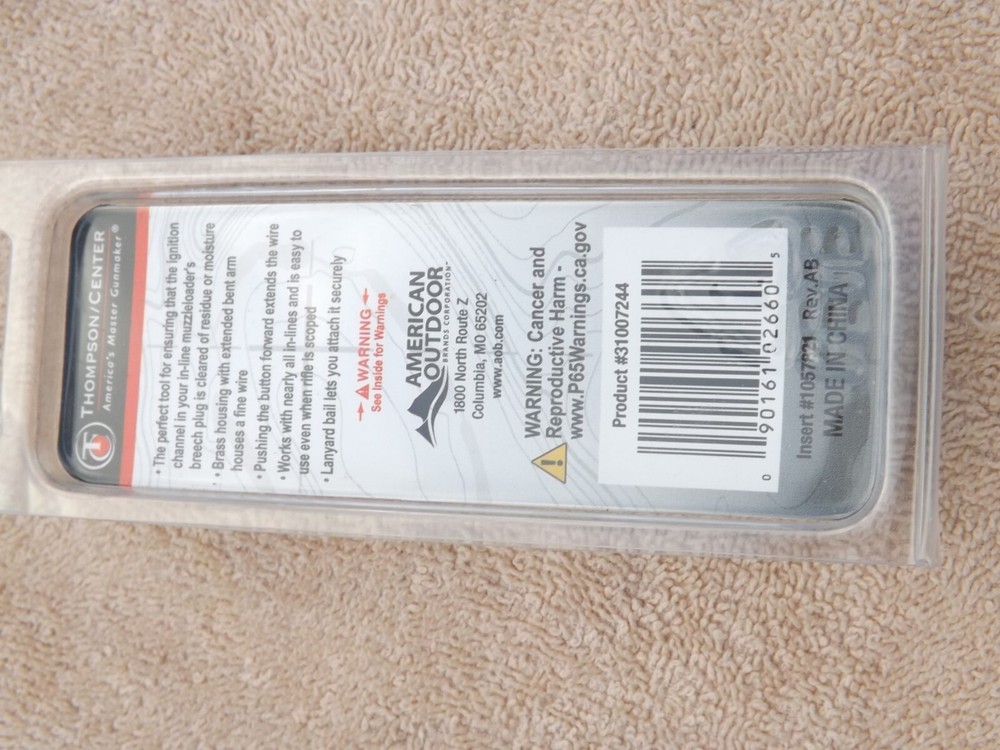 THOMPSON/CENTER
America's Master Gunmaker®
• The perfect tool for ensuring that the ignition
channel in your in-line muzzleloader's
breech plug is cleared of residue or moisture
• Brass housing with extended bent arm
houses a fine wire
• Pushing the button forward extends the wire
• Works with nearly all in-lines and is easy to
use even when rifle is scoped
• Lanyard bail lets you attach it securely
WARNING
See Inside for Warnings
AMERICAN
OUTDOOR
BRANDS CORPORATION™
1800 North Route Z
Columbia, MO 65202
www.aob.com
WARNING: Cancer and
Reproductive Harm -
www.P65Warnings.ca.gov
Product #31007244
0 90161 02660 5
Insert #1057821 Rev.AB
MADE IN CHINA